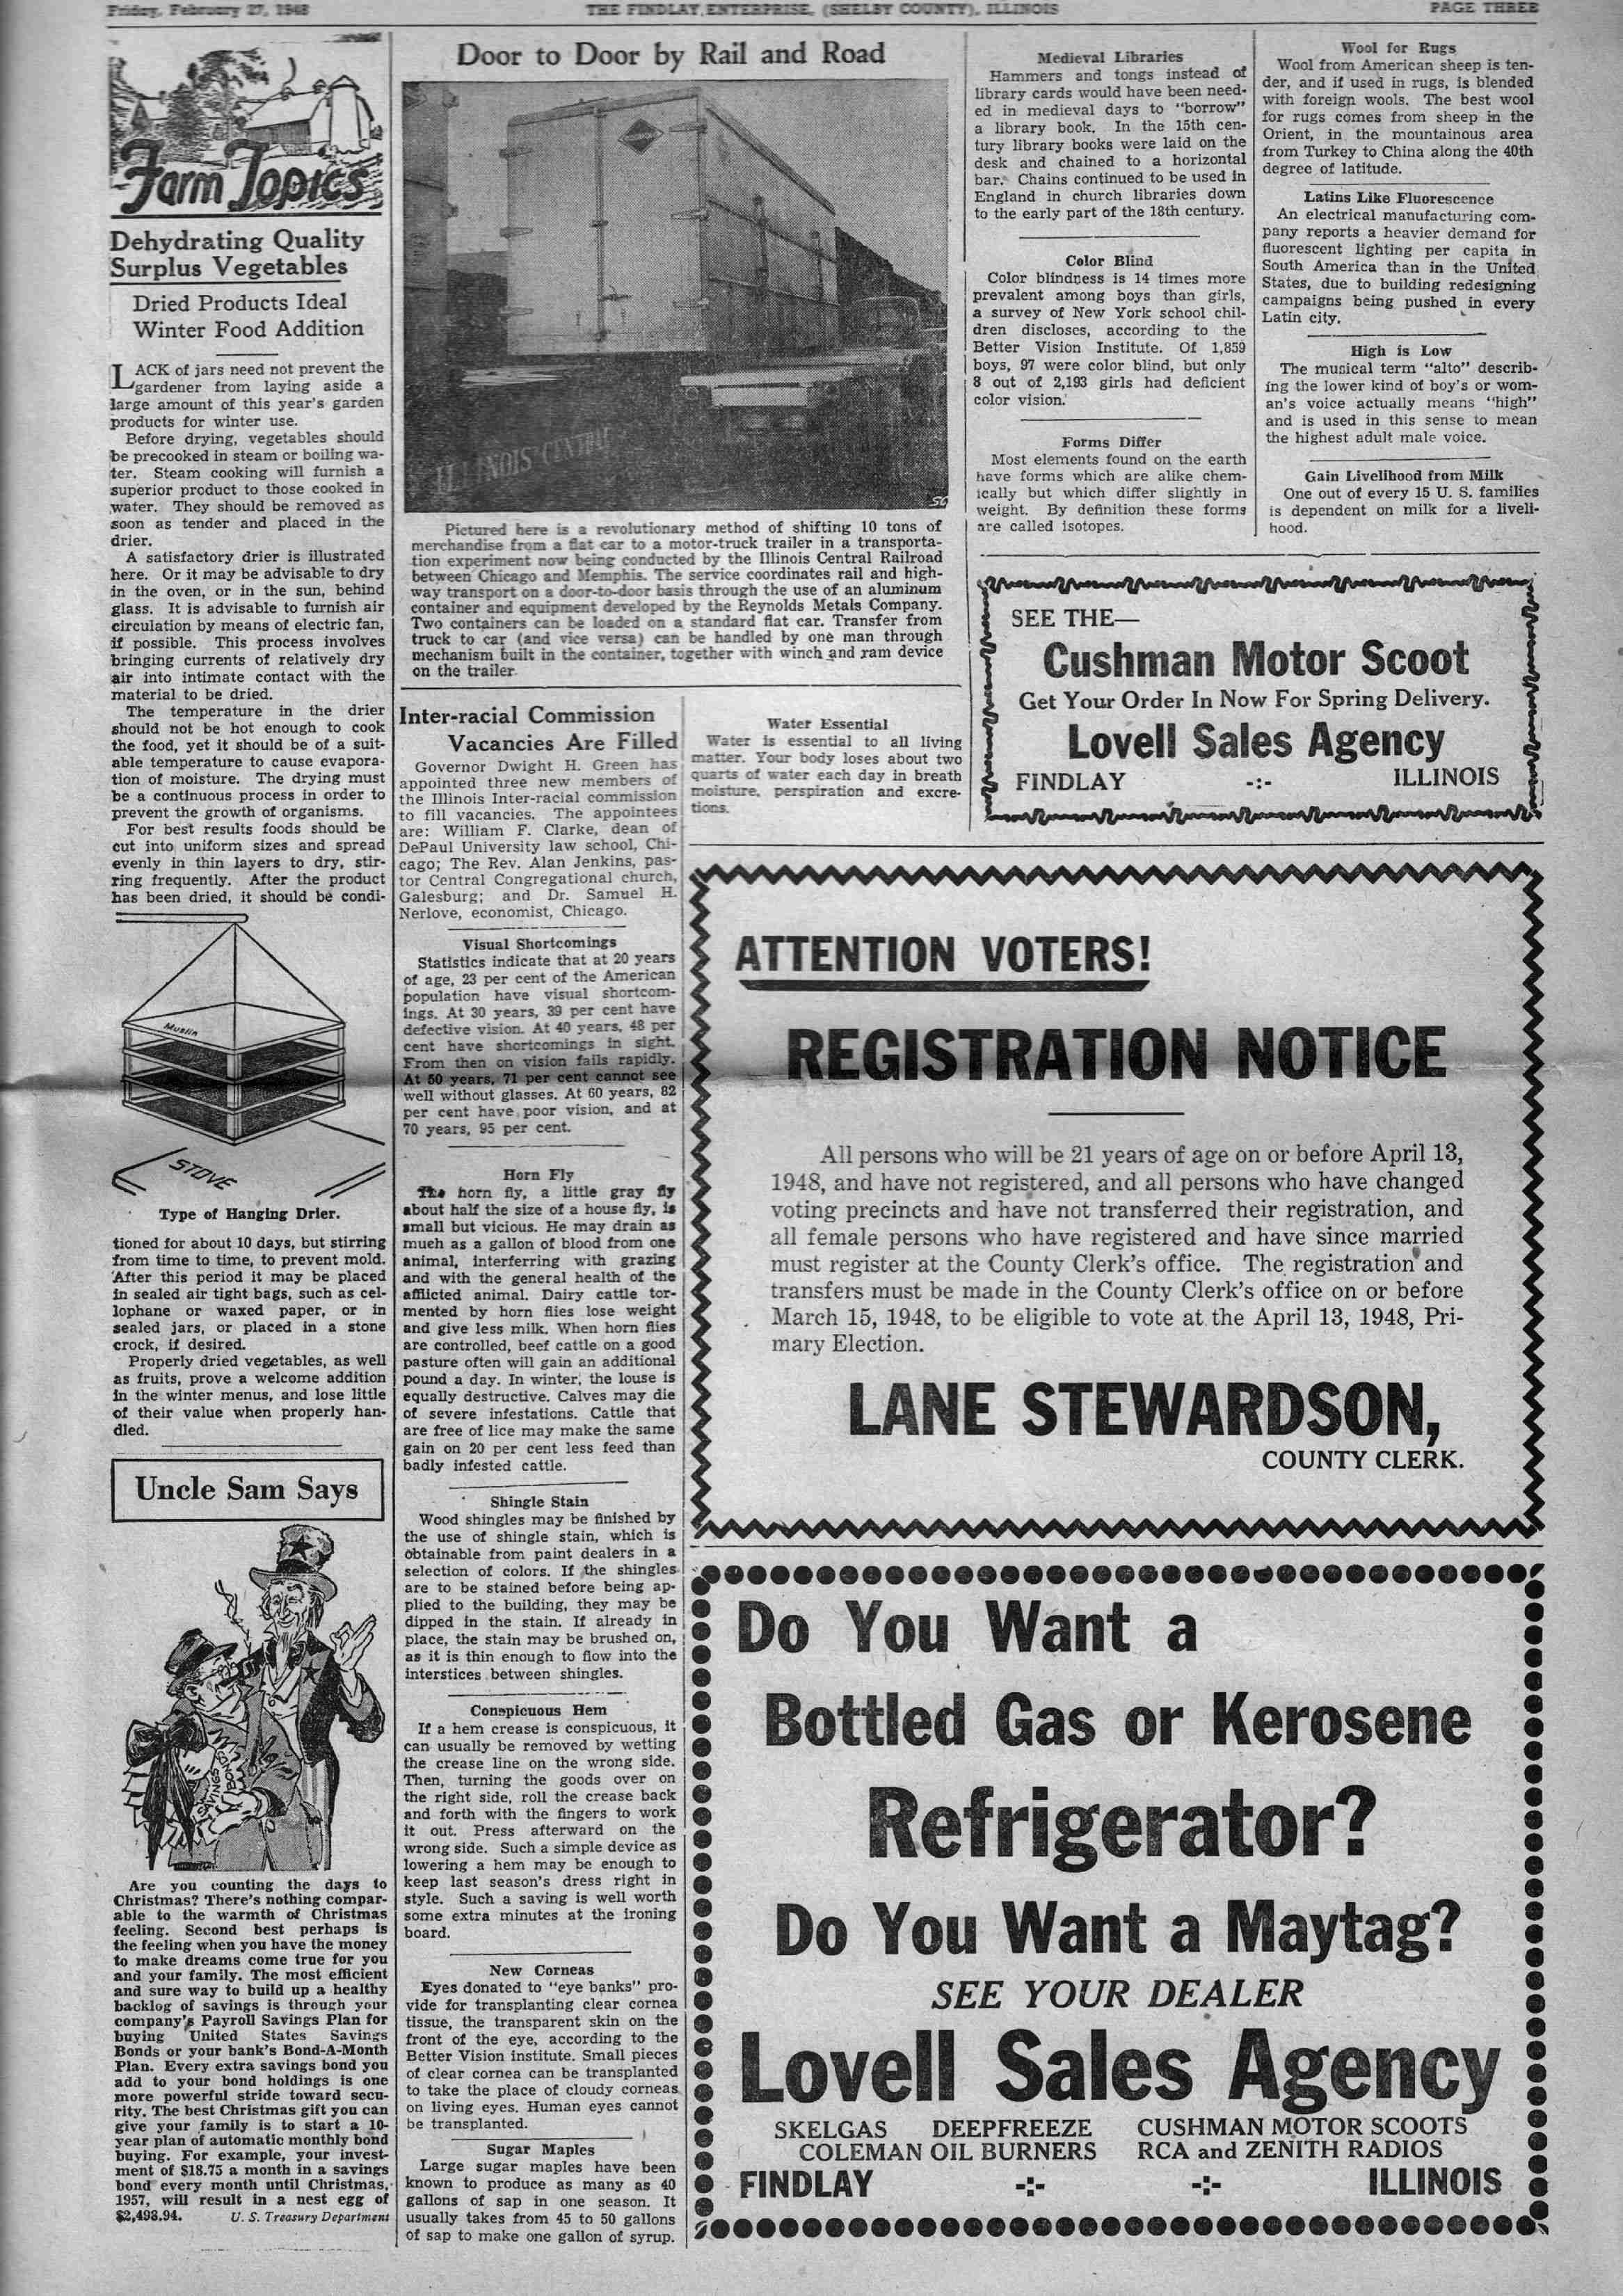 Friday, February 27, 1948
THE FINDLAY ENTERPRISE, (SHELBY COUNTY), ILLINOIS
PAGE THREE
Farm Topics
Dehydrating Quality
Surplus Vegetables
Dried Products Ideal
Winter Food Addition
LACK of jars need not prevent the
gardener from laying aside a
large amount of this year's garden
products for winter use.
Before drying, vegetables should
be precooked in steam or boiling wa-
ter. Steam cooking will furnish a
superior product to those cooked in
water. They should be removed as
soon as tender and placed in the
drier.
A satisfactory drier is illustrated
here. Or it may be advisable to dry
in the oven, or in the sun, behind
glass. It is advisable to furnish air
circulation by means of electric fan,
if possible. This process involves
bringing currents of relatively dry
air into intimate contact with the
material to be dried.
The temperature in the drier
should not be hot enough to cook
the food, yet it should be of a suit-
able temperature to cause evapora-
tion of moisture. The drying must
be a continuous process in order to
prevent the growth of organisms.
For best results foods should be
cut into uniform sizes and spread
evenly in thin layers to dry, stir-
ring frequently. After the product
has been dried, it should be condi-
Muslin
STOVE
Type of Hanging Drier.
tioned for about 10 days, but stirring
from time to time, to prevent mold.
After this period it may be placed
in sealed air tight bags, such as cel-
lophane or waxed paper, or in
sealed jars, or placed in a stone
crock, if desired.
Properly dried vegetables, as well
as fruits, prove a welcome addition
in the winter menus, and lose little
of their value when properly han-
dled.
Uncle Sam Says
SAVINGS BONDS
Are you counting the days to
Christmas? There's nothing compar-
able to the warmth of Christmas
feeling. Second best perhaps is
the feeling when you have the money
to make dreams come true for you
and your family. The most efficient
and sure way to build up a healthy
backlog of savings is through your
company's Payroll Savings Plan for
buying United States Savings
Bonds or your bank's Bond-A-Month
Plan. Every extra savings bond you
add to your bond holdings is one
more powerful stride toward secu-
rity. The best Christmas gift you can
give your family is to start a 10-
year plan of automatic monthly bond
buying. For example, your invest-
ment of $18.75 a month in a savings
bond every month until Christmas,
1957, will result in a nest egg of
$2,498.94. U. S. Treasury Department
Door to Door by Rail and Road
ILLINOIS CENTRAL
SG
Pictured here is a revolutionary method of shifting 10 tons of
merchandise from a flat car to a motor-truck trailer in a transporta-
tion experiment now being conducted by the Illinois Central Railroad
between Chicago and Memphis. The service coordinates rail and high-
way transport on a door-to-door basis through the use of an aluminum
container and equipment developed by the Reynolds Metals Company.
Two containers can be loaded on a standard flat car. Transfer from
truck to car (and vice versa) can be handled by one man through
mechanism built in the container, together with winch and ram device
on the trailer.
Inter-racial Commission
Vacancies Are Filled
Governor Dwight H. Green has
appointed three new members of
the Illinois Inter-racial commission
to fill vacancies. The appointees
are: William F. Clarke, dean of
DePaul University law school, Chi-
cago; The Rev. Alan Jenkins, pas-
tor Central Congregational church,
Galesburg; and Dr. Samuel H.
Nerlove, economist, Chicago.
Visual Shortcomings
Statistics indicate that at 20 years
of age, 23 per cent of the American
population have visual shortcom-
ings. At 30 years, 39 per cent have
defective vision. At 40 years, 48 per
cent have shortcomings in sight.
From then on vision fails rapidly.
At 50 years, 71 per cent cannot see
well without glasses. At 60 years, 82
per cent have poor vision, and at
70 years, 95 per cent.
Horn Fly
The horn fly, a little gray fly
about half the size of a house fly, is
small but vicious. He may drain as
much as a gallon of blood from one
animal, interferring with grazing
and with the general health of the
afflicted animal. Dairy cattle tor-
mented by horn flies lose weight
and give less milk. When horn flies
are controlled, beef cattle on a good
pasture often will gain an additional
pound a day. In winter, the louse is
equally destructive. Calves may die
of severe infestations. Cattle that
are free of lice may make the same
gain on 20 per cent less feed than
badly infested cattle.
Shingle Stain
Wood shingles may be finished by
the use of shingle stain, which is
obtainable from paint dealers in a
selection of colors. If the shingles
are to be stained before being ap-
plied to the building, they may be
dipped in the stain. If already in
place, the stain may be brushed on,
as it is thin enough to flow into the
interstices between shingles.
Conspicuous Hem
If a hem crease is conspicuous, it
can usually be removed by wetting
the crease line on the wrong side.
Then, turning the goods over on
the right side, roll the crease back
and forth with the fingers to work
it out. Press afterward on the
wrong side. Such a simple device as
lowering a hem may be enough to
keep last season's dress right in
style. Such a saving is well worth
some extra minutes at the ironing
board.
New Corneas
Eyes donated to "eye banks" pro-
vide for transplanting clear cornea
tissue, the transparent skin on the
front of the eye, according to the
Better Vision institute. Small pieces
of clear cornea can be transplanted
to take the place of cloudy corneas
on living eyes. Human eyes cannot
be transplanted.
Sugar Maples
Large sugar maples have been
known to produce as many as 40
gallons of sap in one season. It
usually takes from 45 to 50 gallons
of sap to make one gallon of syrup.
Water Essential
Water is essential to all living
matter. Your body loses about two
quarts of water each day in breath
moisture, perspiration and excre-
tions.
Medieval Libraries
Hammers and tongs instead of
library cards would have been need-
ed in medieval days to "borrow"
a library book. In the 15th cen-
tury library books were laid on the
desk and chained to a horizontal
bar. Chains continued to be used in
England in church libraries down
to the early part of the 18th century.
Color Blind
Color blindness is 14 times more
prevalent among boys than girls,
a survey of New York school chil-
dren discloses, according to the
Better Vision Institute. Of 1,859
boys, 97 were color blind, but only
8 out of 2,193 girls had deficient
color vision.
Forms Differ
Most elements found on the earth
have forms which are alike chem-
ically but which differ slightly in
weight. By definition these forms
are called isotopes.
Wool for Rugs
Wool from American sheep is ten-
der, and if used in rugs, is blended
with foreign wools. The best wool
for rugs comes from sheep in the
Orient, in the mountainous area
from Turkey to China along the 40th
degree of latitude.
Latins Like Fluorescence
An electrical manufacturing com-
pany reports a heavier demand for
fluorescent lighting per capita in
South America than in the United
States, due to building redesigning
campaigns being pushed in every
Latin city.
High is Low
The musical term "alto" describ-
ing the lower kind of boy's or wom-
an's voice actually means "high"
and is used in this sense to mean
the highest adult male voice.
Gain Livelihood from Milk
One out of every 15 U. S. families
is dependent on milk for a liveli-
hood.
SEE THE—
Cushman Motor Scoot
Get Your Order In Now For Spring Delivery.
Lovell Sales Agency
FINDLAY -:- ILLINOIS
ATTENTION VOTERS!
REGISTRATION NOTICE
All persons who will be 21 years of age on or before April 13,
1948, and have not registered, and all persons who have changed
voting precincts and have not transferred their registration, and
all female persons who have registered and have since married
must register at the County Clerk's office. The registration and
transfers must be made in the County Clerk's office on or before
March 15, 1948, to be eligible to vote at the April 13, 1948, Pri-
mary Election.
LANE STEWARDSON,
COUNTY CLERK.
Do You Want a
Bottled Gas or Kerosene
Refrigerator?
Do You Want a Maytag?
SEE YOUR DEALER
Lovell Sales Agency
SKELGAS DEEPFREEZE CUSHMAN MOTOR SCOOTS
COLEMAN OIL BURNERS RCA and ZENITH RADIOS
FINDLAY -:- -:- ILLINOIS